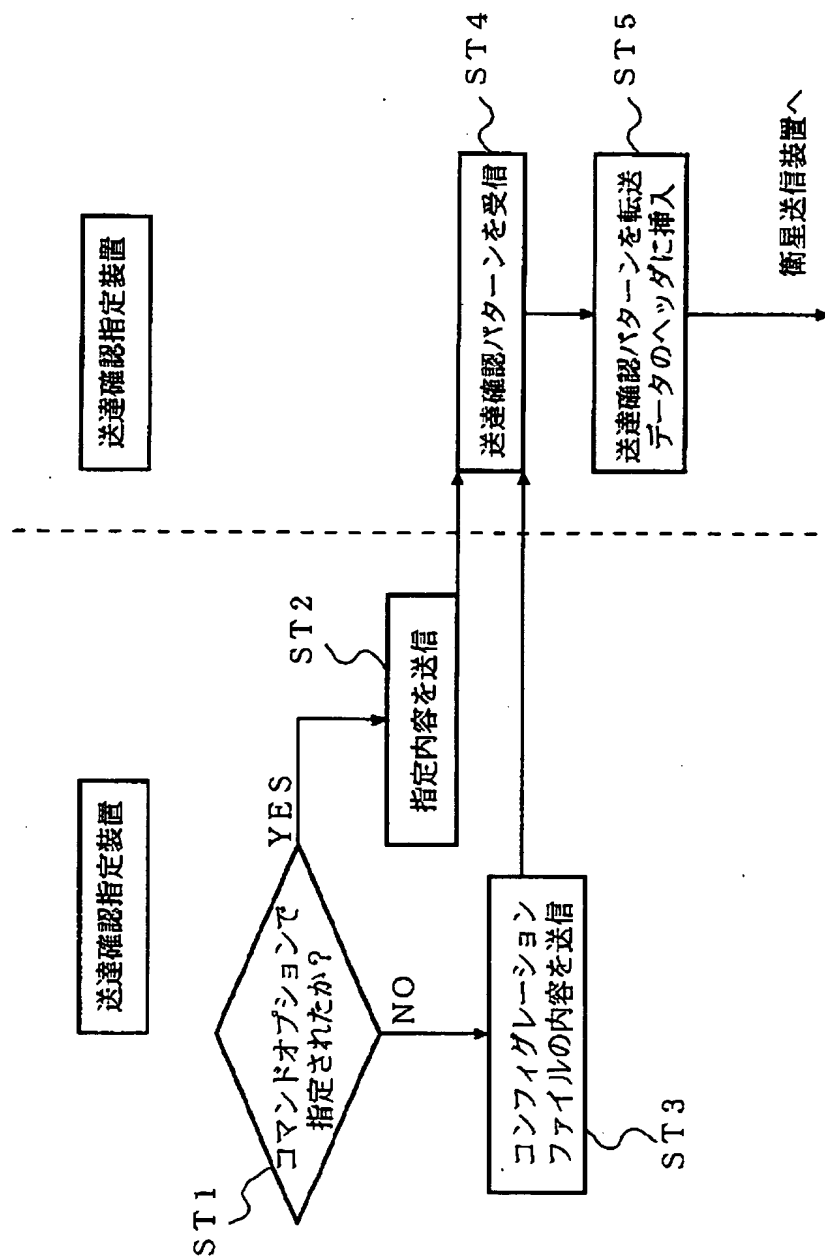 送達確認指定装置
送達確認指定装置
ST1
コマンドオプションで
指定されたか?
YES
NO
ST2
指定内容を送信
ST3
コンフィグレーション
ファイルの内容を送信
ST4
送達確認パターンを受信
ST5
送達確認パターンを転送
データのヘッダに挿入
衛星送信装置へ